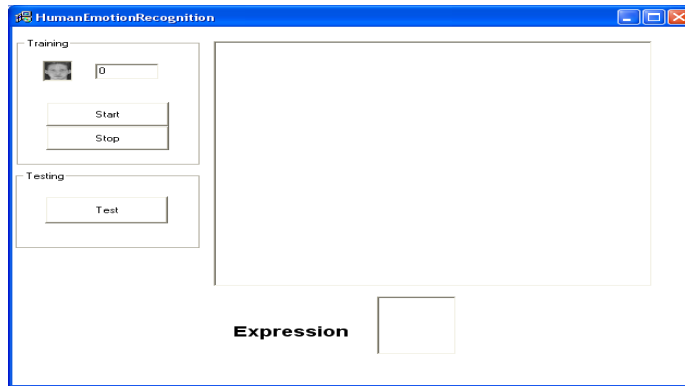 HumanEmotionRecognition
Training
0
Start
Stop
Testing
Test
Expression